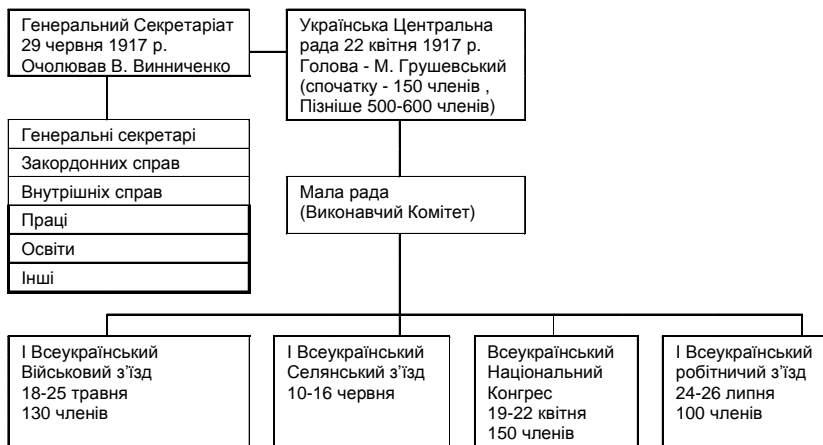 Генеральний Секретаріат
29 червня 1917 р.
Очолював В. Винниченко
Українська Центральна
рада 22 квітня 1917 р.
Голова - М. Грушевський
(спочатку - 150 членів ,
Пізніше 500-600 членів)
Генеральні секретарі
Закордонних справ
Внутрішніх справ
Праці
Освіти
Інші
Мала рада
(Виконавчий Комітет)
І Всеукраїнський
Військовий з’їзд
18-25 травня
130 членів
І Всеукраїнський
Селянський з’їзд
10-16 червня
Всеукраїнський
Національний
Конгрес
19-22 квітня
150 членів
І Всеукраїнський
робітничий з’їзд
24-26 липня
100 членів